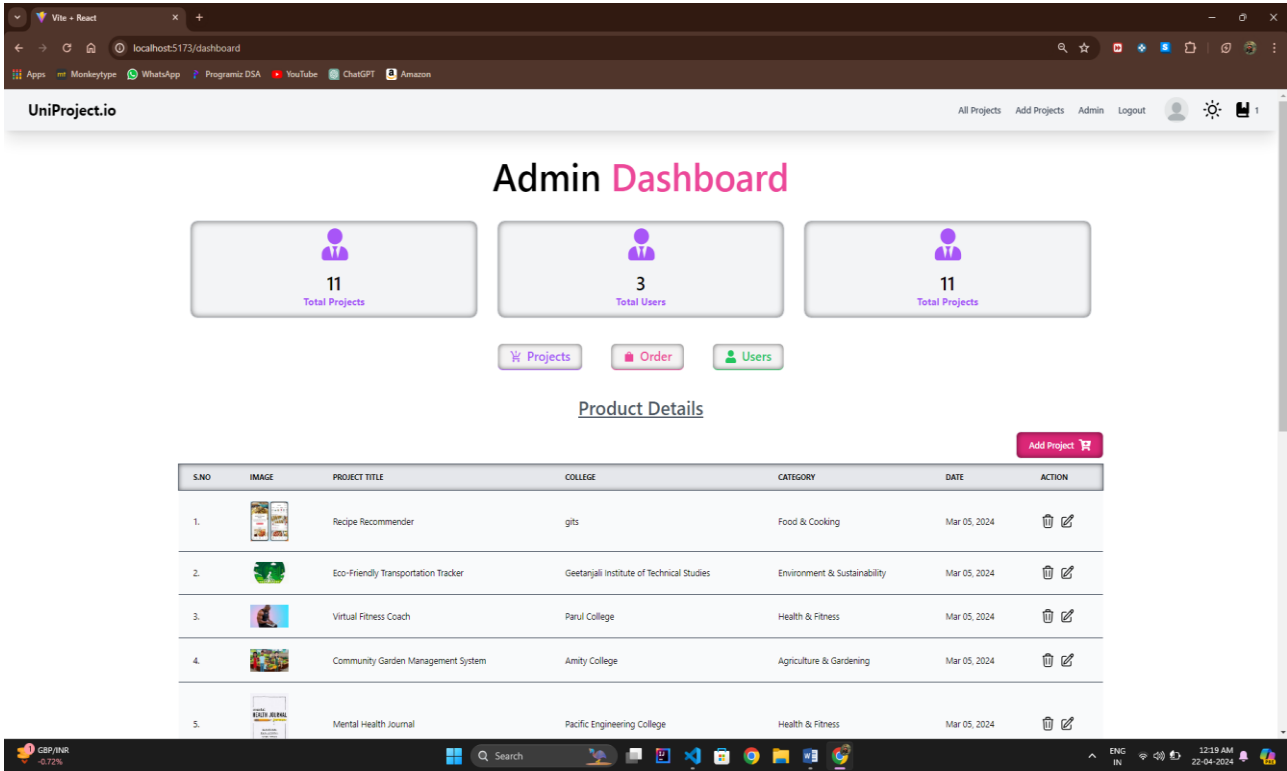 Vite + React
localhost:5173/dashboard
Apps mt Monkeytype WhatsApp Programiz DSA YouTube ChatGPT a Amazon
UniProject.io All Projects Add Projects Admin Logout 1
Admin Dashboard
11 3 11
Total Projects Total Users Total Projects
Projects Order Users
Product Details
Add Project
S.NO IMAGE PROJECT TITLE COLLEGE CATEGORY DATE ACTION
1. Recipe Recommender gits Food & Cooking Mar 05, 2024
2. Eco-Friendly Transportation Tracker Geetanjali Institute of Technical Studies Environment & Sustainability Mar 05, 2024
3. Virtual Fitness Coach Parul College Health & Fitness Mar 05, 2024
4. Community Garden Management System Amity College Agriculture & Gardening Mar 05, 2024
HEALTH JOURNAL
5. Mental Health Journal Pacific Engineering College Health & Fitness Mar 05, 2024
1 GBP/INR Search ENG 12:19 AM
-0.72% IN 22-04-2024